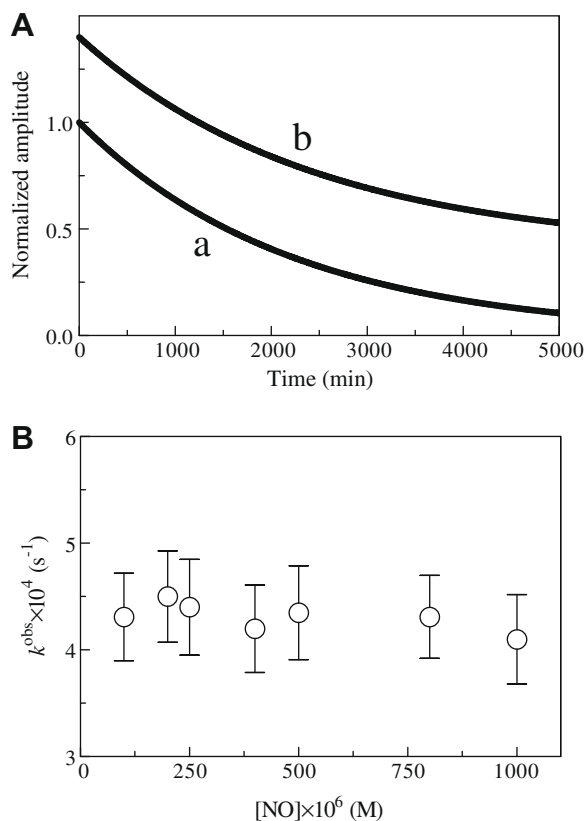 A
Normalized amplitude
1.0
0.5
0.0
b
a
0 1000 2000 3000 4000 5000
Time (min)
B
k^obs×10^4 (s^-1)
6
5
4
3
0 250 500 750 1000
[NO]×10^6 (M)